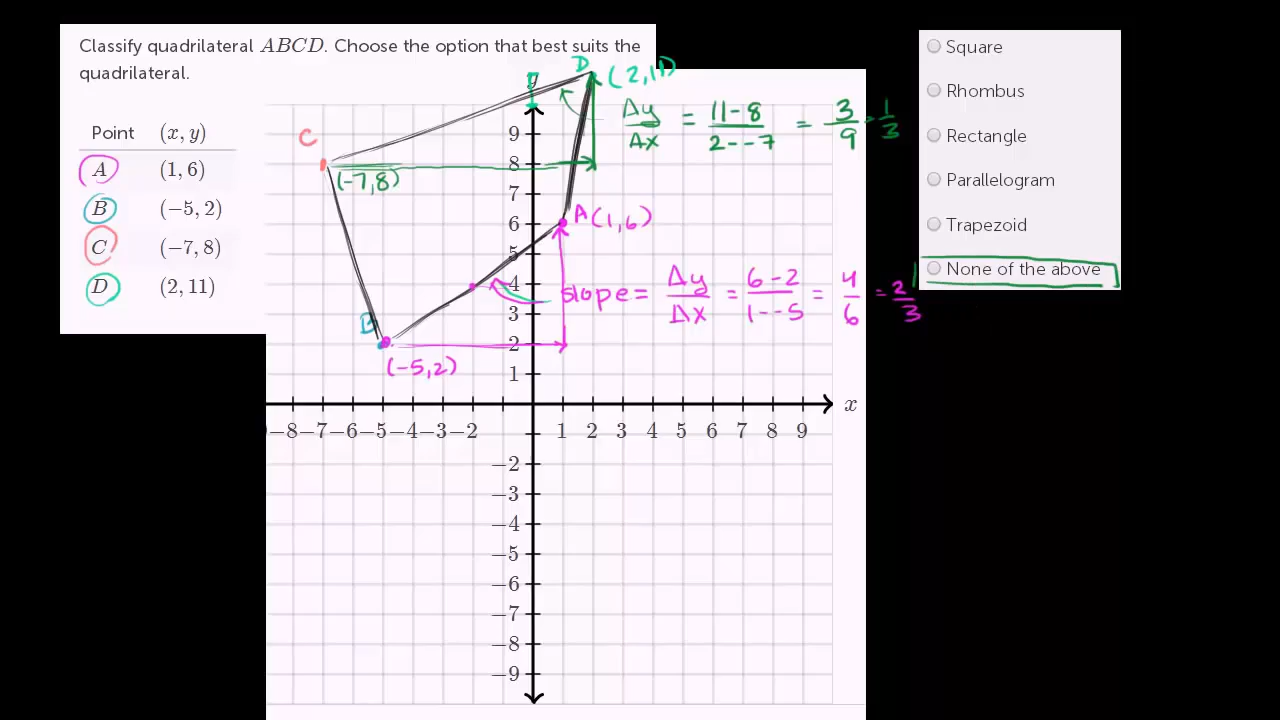 Classify quadrilateral ABCD. Choose the option that best suits the
quadrilateral.
Point (x, y)
A (1, 6)
B (−5, 2)
C (−7, 8)
D (2, 11)
Square
Rhombus
Rectangle
Parallelogram
Trapezoid
None of the above
D (2,11)
y
C
(-7,8)
Δy/Δx = 11-8/2--7 = 3/9 = 1/3
A(1,6)
slope = Δy/Δx = 6-2/1--5 = 4/6 = 2/3
B
(-5,2)
9
8
7
6
5
4
3
2
1
x
−8 −7 −6 −5 −4 −3 −2 1 2 3 4 5 6 7 8 9
−2
−3
−4
−5
−6
−7
−8
−9